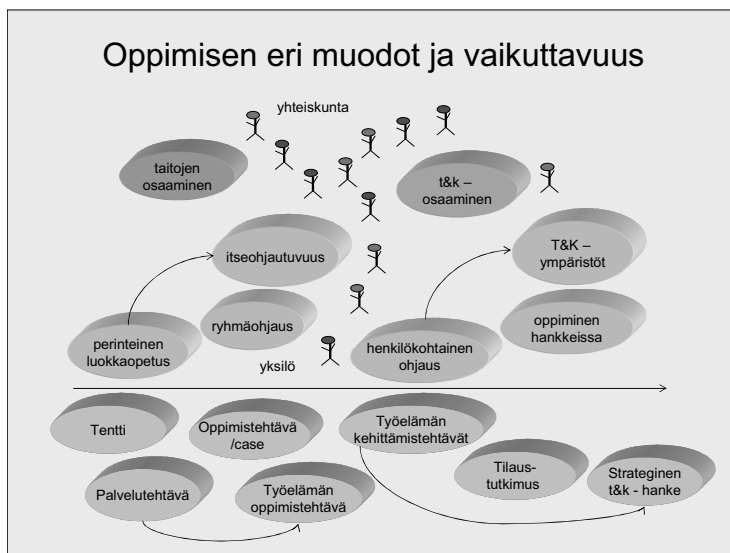 Oppimisen eri muodot ja vaikuttavuus
yhteiskunta
taitojen
osaaminen
t&k –
osaaminen
itseohjautuvuus
T&K –
ympäristöt
ryhmäohjaus
oppiminen
hankkeissa
perinteinen
luokkaopetus
yksilö
henkilökohtainen
ohjaus
Tentti
Oppimistehtävä
/case
Työelämän
kehittämistehtävät
Palvelutehtävä
Työelämän
oppimistehtävä
Tilaus-
tutkimus
Strateginen
t&k - hanke